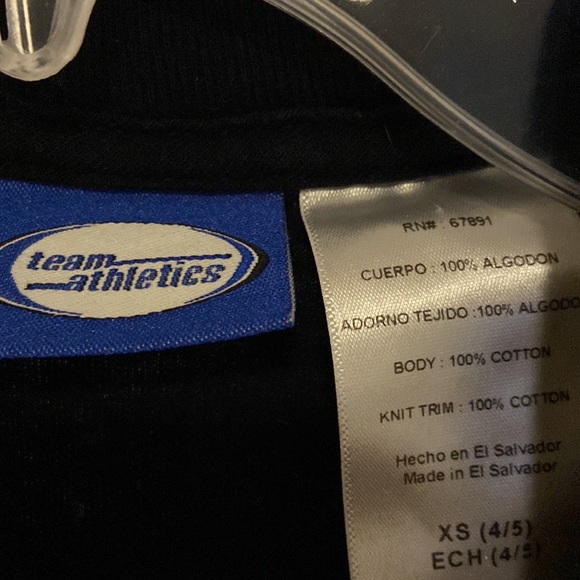 team
athletics
RN# : 67891
CUERPO : 100% ALGODON
ADORNO TEJIDO :100% ALGODO
BODY : 100% COTTON
KNIT TRIM : 100% COTTON
Hecho en El Salvador
Made in El Salvador
XS (4/5)
ECH (4/5)